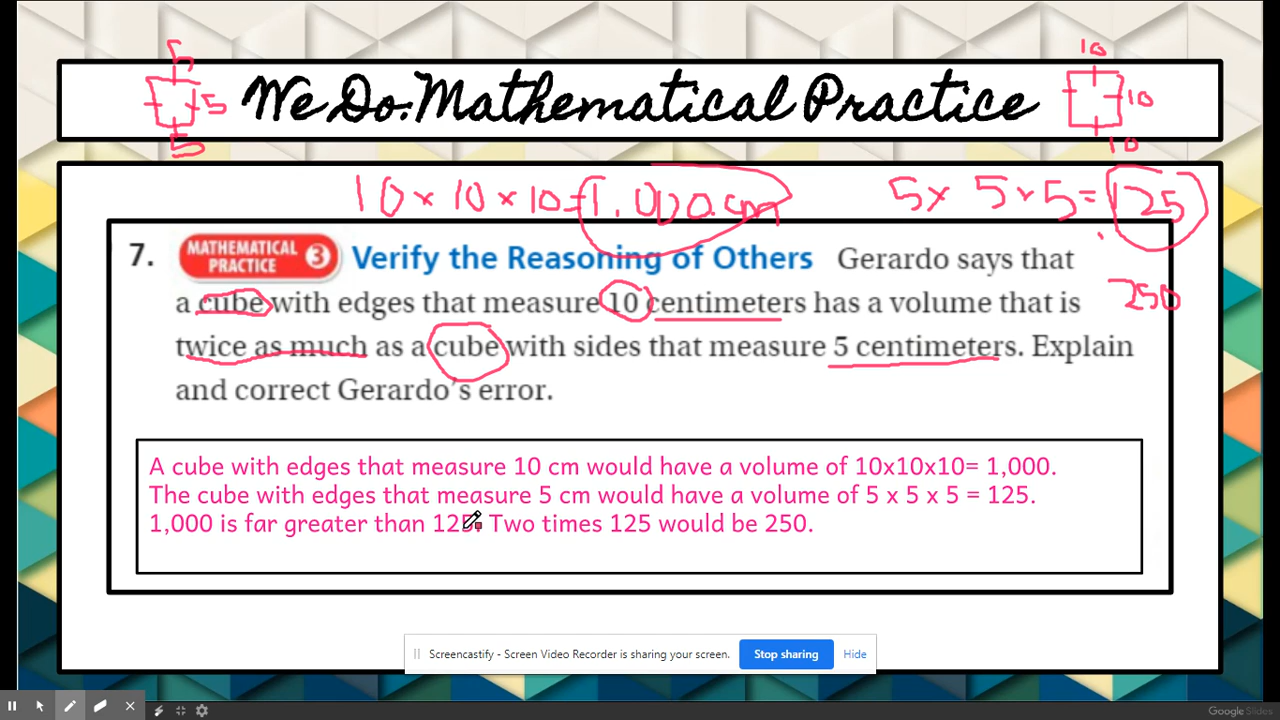 5
5
5
We Do: Mathematical Practice
10
10
10
10 x 10 x 10 = 1,000 cm
5 x 5 x 5 = 125
7. MATHEMATICAL PRACTICE 3 Verify the Reasoning of Others Gerardo says that
a cube with edges that measure 10 centimeters has a volume that is
250
twice as much as a cube with sides that measure 5 centimeters. Explain
and correct Gerardo's error.
A cube with edges that measure 10 cm would have a volume of 10x10x10= 1,000.
The cube with edges that measure 5 cm would have a volume of 5 x 5 x 5 = 125.
1,000 is far greater than 125. Two times 125 would be 250.
Screencastify - Screen Video Recorder is sharing your screen.
Stop sharing
Hide
Google Slides